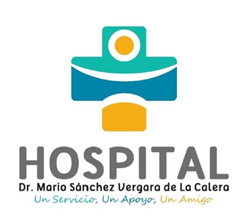 HOSPITAL
Dr. Mario Sánchez Vergara de La Calera
Un Servicio, Un Apoyo, Un Amigo